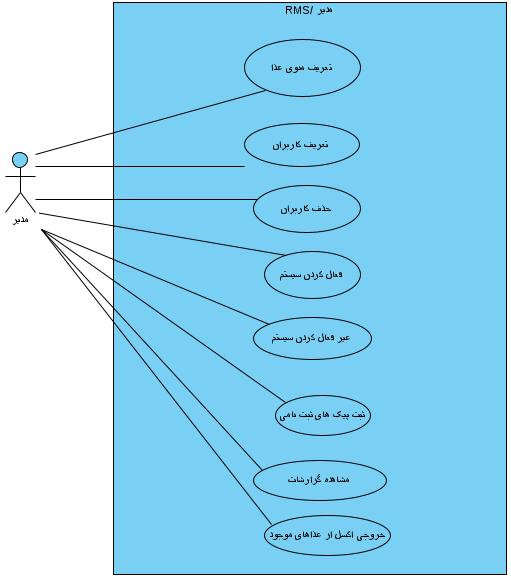 مدیر /RMS
تعریف منوی غذا
تعریف کاربران
حذف کاربران
فعال کردن سیستم
غیر فعال کردن سیستم
ثبت پیک های ثبت نامی
مشاهده گزارشات
خروجی اکسل از غذاهای موجود
مدیر